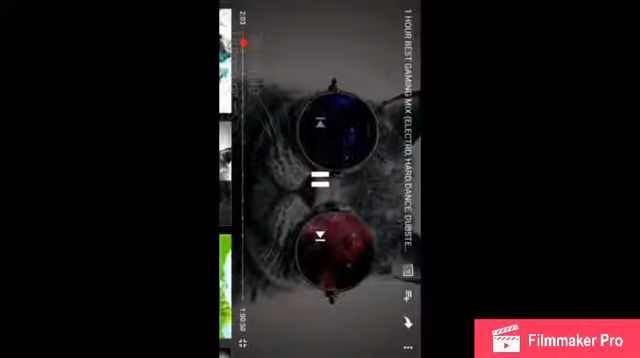 1 HOUR BEST GAMING MIX (ELECTRO, HARD DANCE, DUBSTE...
2:03
1:00:50
Filmmaker Pro